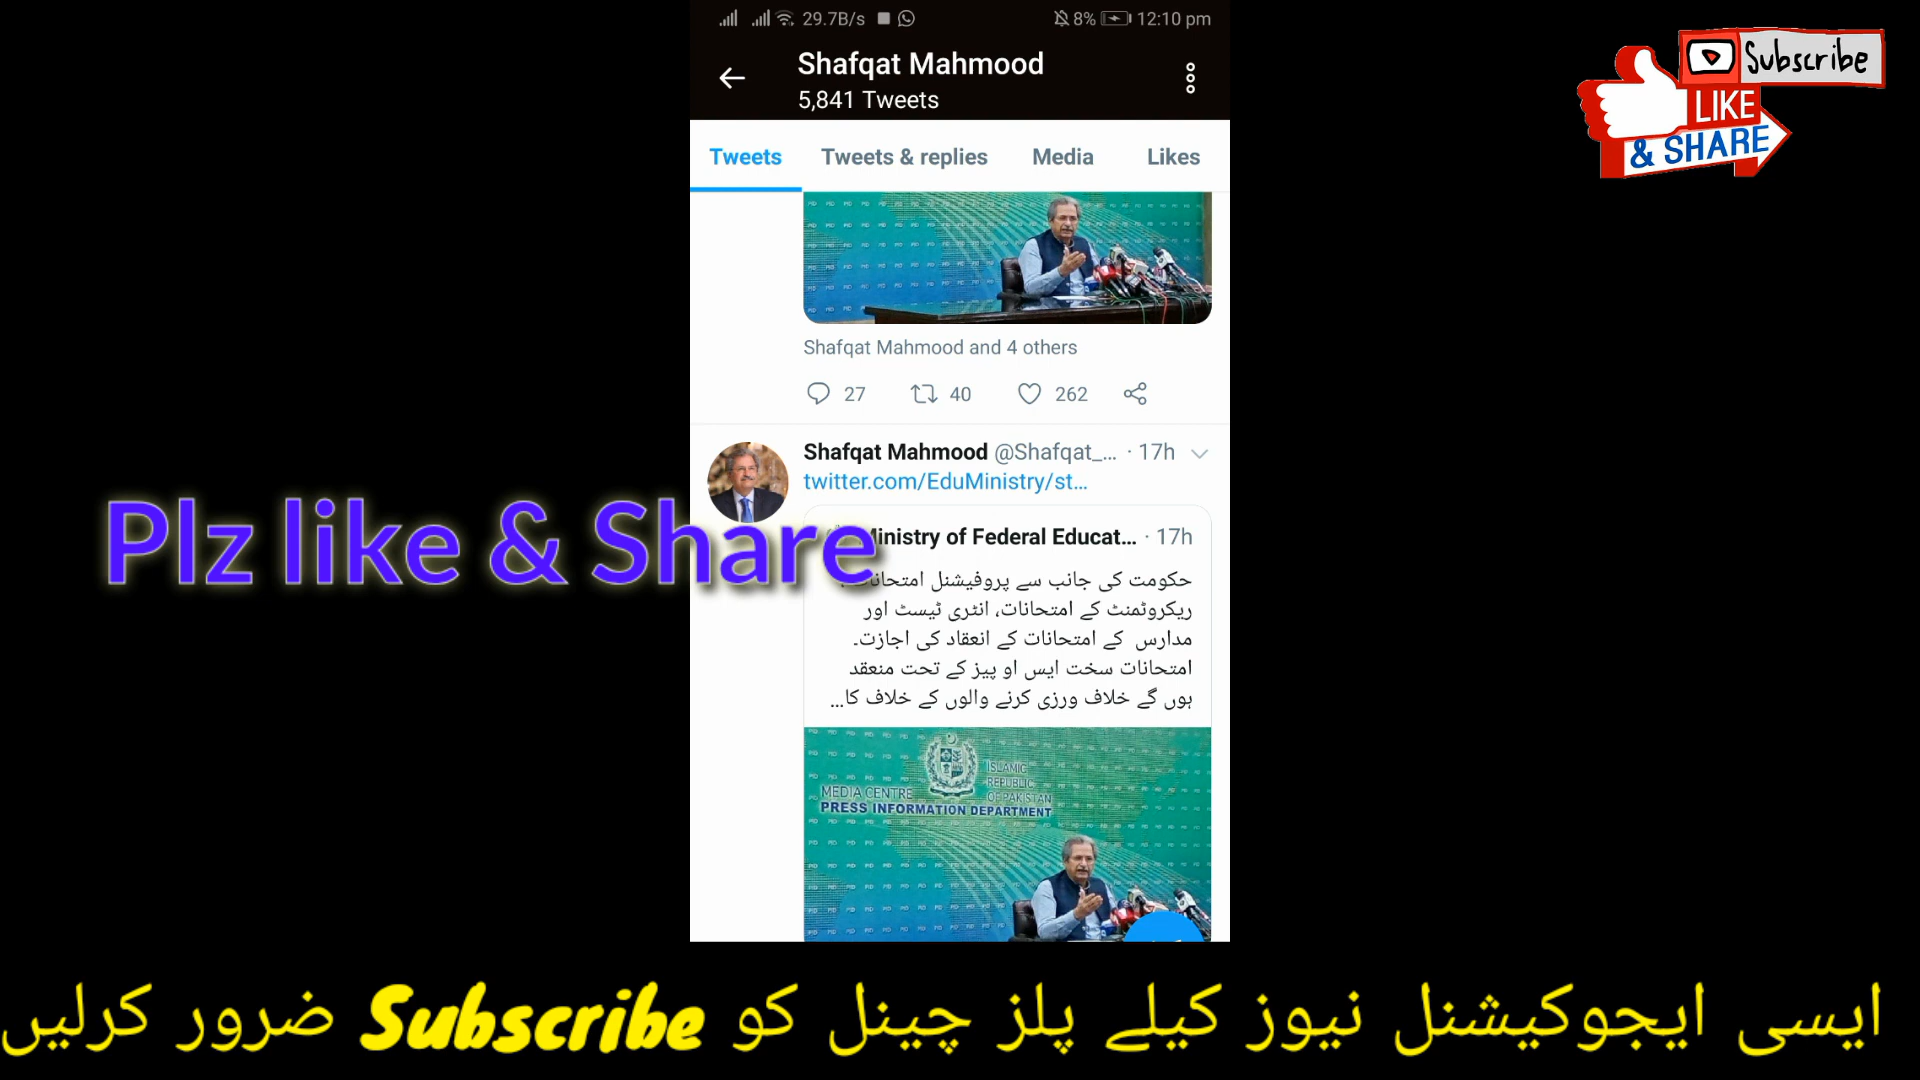 29.7B/s
8%
12:10 pm
Shafqat Mahmood
5,841 Tweets
Subscribe
LIKE
& SHARE
Tweets
Tweets & replies
Media
Likes
Shafqat Mahmood and 4 others
27
40
262
Shafqat Mahmood @Shafqat_... · 17h
twitter.com/EduMinistry/st...
Plz like & Share
Ministry of Federal Educat... · 17h
حکومت کی جانب سے پروفیشنل امتحانات
ریکروٹمنٹ کے امتحانات، انٹری ٹیسٹ اور
مدارس کے امتحانات کے انعقاد کی اجازت۔
امتحانات سخت ایس او پیز کے تحت منعقد
ہوں گے خلاف ورزی کرنے والوں کے خلاف کا...
ISLAMIC
REPUBLIC
OF PAKISTAN
MEDIA CENTRE
PRESS INFORMATION DEPARTMENT
ایسی ایجوکیشنل نیوز کیلے پلز چینل کو Subscribe ضرور کرلیں